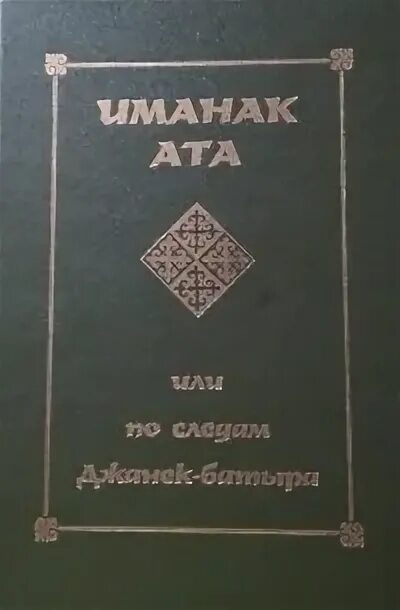 ИМАНАК
АТА
или
по следам
Джанек-батыра